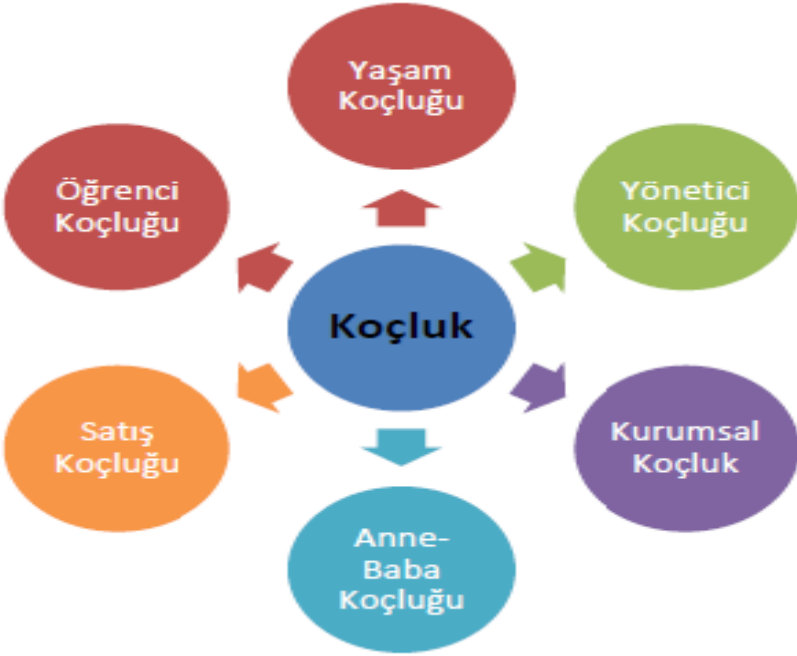 Yaşam
Koçluğu
Öğrenci
Koçluğu
Yönetici
Koçluğu
Koçluk
Satış
Koçluğu
Kurumsal
Koçluk
Anne-
Baba
Koçluğu